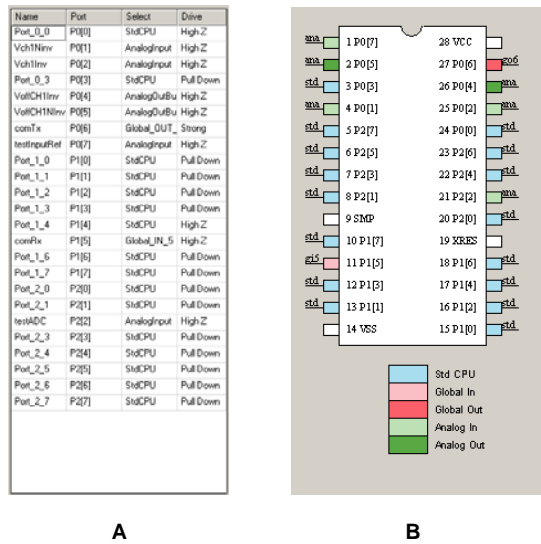 Name Port Select Drive
Port_0_0 P0[0] StdCPU High Z
Vch1Ninv P0[1] AnalogInput High Z
Vch1Inv P0[2] AnalogInput High Z
Port_0_3 P0[3] StdCPU Pull Down
VoffCH1Inv P0[4] AnalogOutBu High Z
VoffCH1NInv P0[5] AnalogOutBu High Z
comTx P0[6] Global_OUT_ Strong
testInputRef P0[7] AnalogInput High Z
Port_1_0 P1[0] StdCPU Pull Down
Port_1_1 P1[1] StdCPU Pull Down
Port_1_2 P1[2] StdCPU Pull Down
Port_1_3 P1[3] StdCPU Pull Down
Port_1_4 P1[4] StdCPU High Z
comRx P1[5] Global_IN_5 High Z
Port_1_6 P1[6] StdCPU Pull Down
Port_1_7 P1[7] StdCPU Pull Down
Port_2_0 P2[0] StdCPU Pull Down
Port_2_1 P2[1] StdCPU Pull Down
testADC P2[2] AnalogInput High Z
Port_2_3 P2[3] StdCPU Pull Down
Port_2_4 P2[4] StdCPU Pull Down
Port_2_5 P2[5] StdCPU Pull Down
Port_2_6 P2[6] StdCPU Pull Down
Port_2_7 P2[7] StdCPU Pull Down
A
ana 1 P0[7] 28 VCC
ana 2 P0[5] 27 P0[6] go6
std 3 P0[3] 26 P0[4] ana
ana 4 P0[1] 25 P0[2] ana
std 5 P2[7] 24 P0[0] std
std 6 P2[5] 23 P2[6] std
std 7 P2[3] 22 P2[4] std
std 8 P2[1] 21 P2[2] ana
9 SMP 20 P2[0] std
std 10 P1[7] 19 XRES
gi5 11 P1[5] 18 P1[6] std
std 12 P1[3] 17 P1[4] std
std 13 P1[1] 16 P1[2] std
14 VSS 15 P1[0] std
Std CPU
Global In
Global Out
Analog In
Analog Out
B